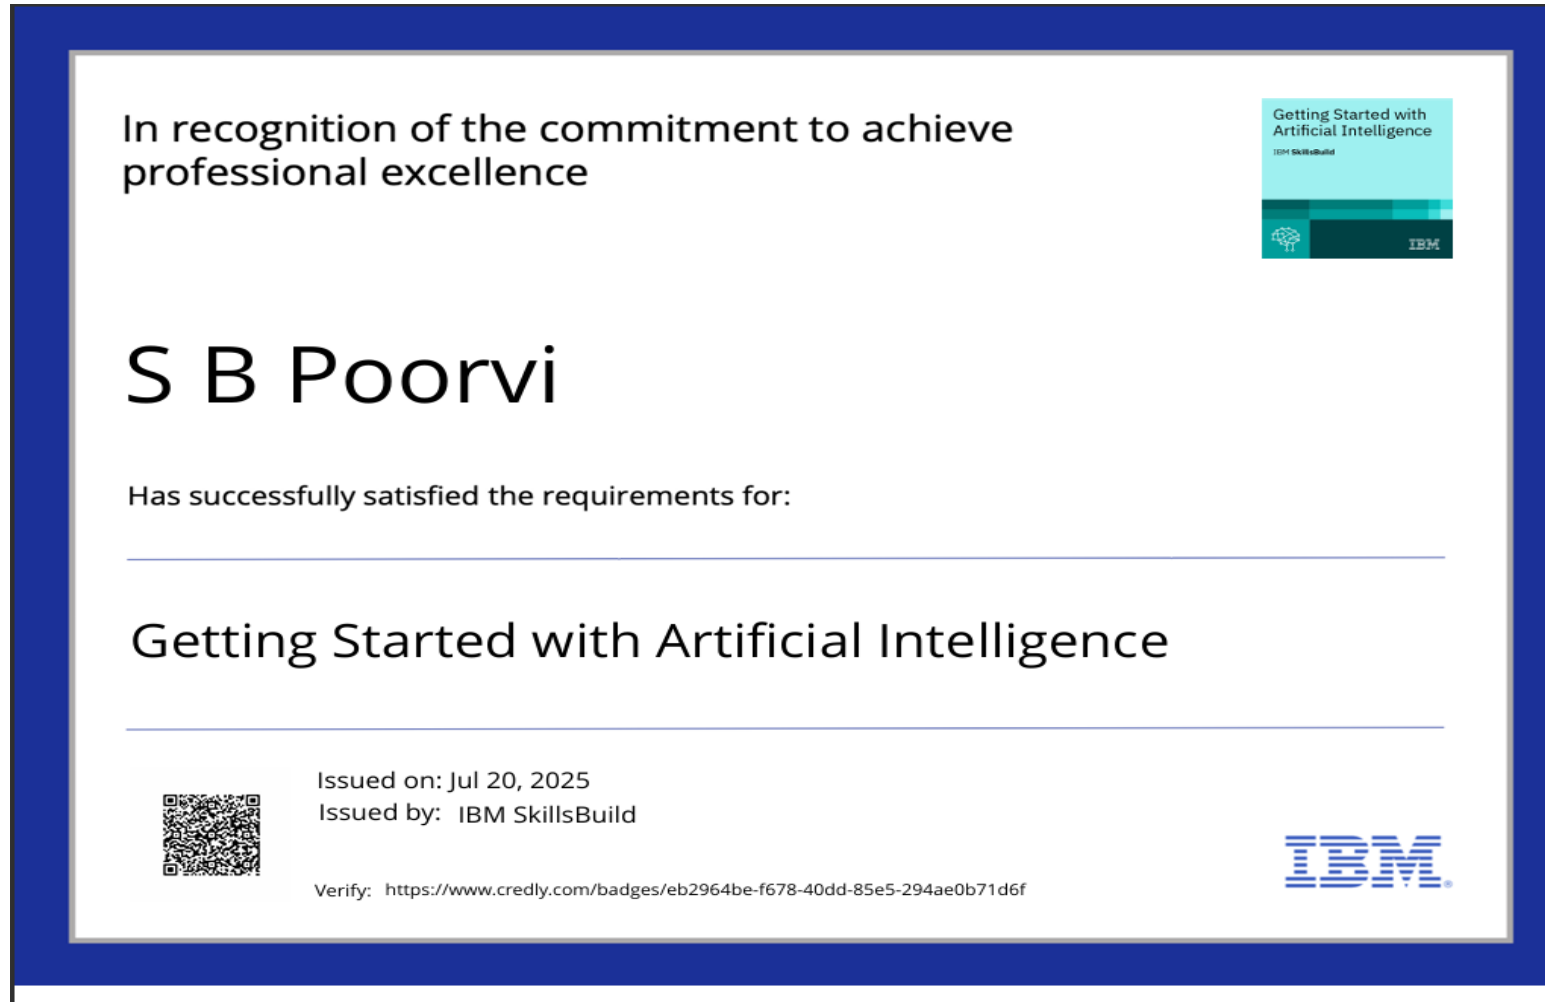 In recognition of the commitment to achieve
professional excellence
Getting Started with
Artificial Intelligence
IBM SkillsBuild
IBM
S B Poorvi
Has successfully satisfied the requirements for:
Getting Started with Artificial Intelligence
Issued on: Jul 20, 2025
Issued by: IBM SkillsBuild
Verify: https://www.credly.com/badges/eb2964be-f678-40dd-85e5-294ae0b71d6f
IBM®